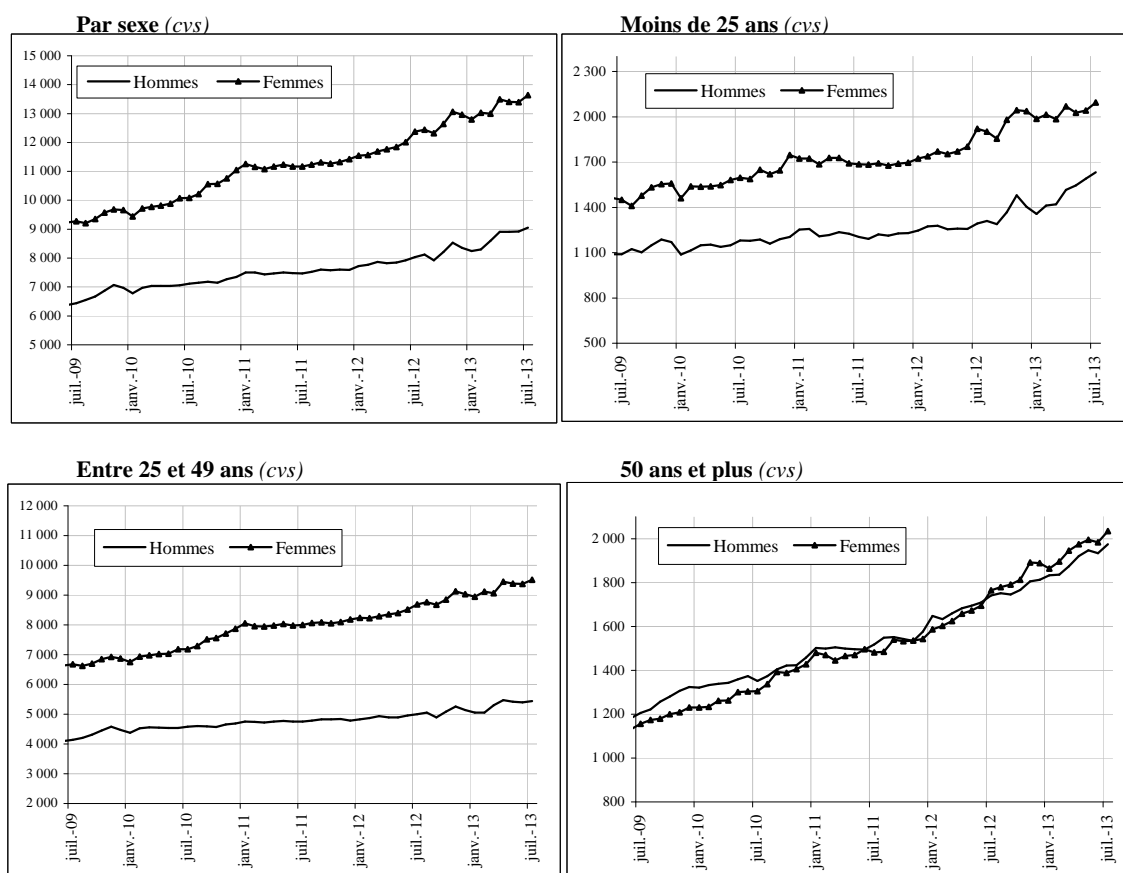 Par sexe (cvs)
15 000
14 000
13 000
12 000
11 000
10 000
9 000
8 000
7 000
6 000
5 000
Hommes
Femmes
juil.-09
janv.-10
juil.-10
janv.-11
juil.-11
janv.-12
juil.-12
janv.-13
juil.-13
Moins de 25 ans (cvs)
2 300
2 000
1 700
1 400
1 100
800
500
Hommes
Femmes
juil.-09
janv.-10
juil.-10
janv.-11
juil.-11
janv.-12
juil.-12
janv.-13
juil.-13
Entre 25 et 49 ans (cvs)
12 000
11 000
10 000
9 000
8 000
7 000
6 000
5 000
4 000
3 000
2 000
Hommes
Femmes
juil.-09
janv.-10
juil.-10
janv.-11
juil.-11
janv.-12
juil.-12
janv.-13
juil.-13
50 ans et plus (cvs)
2 000
1 800
1 600
1 400
1 200
1 000
800
Hommes
Femmes
juil.-09
janv.-10
juil.-10
janv.-11
juil.-11
janv.-12
juil.-12
janv.-13
juil.-13